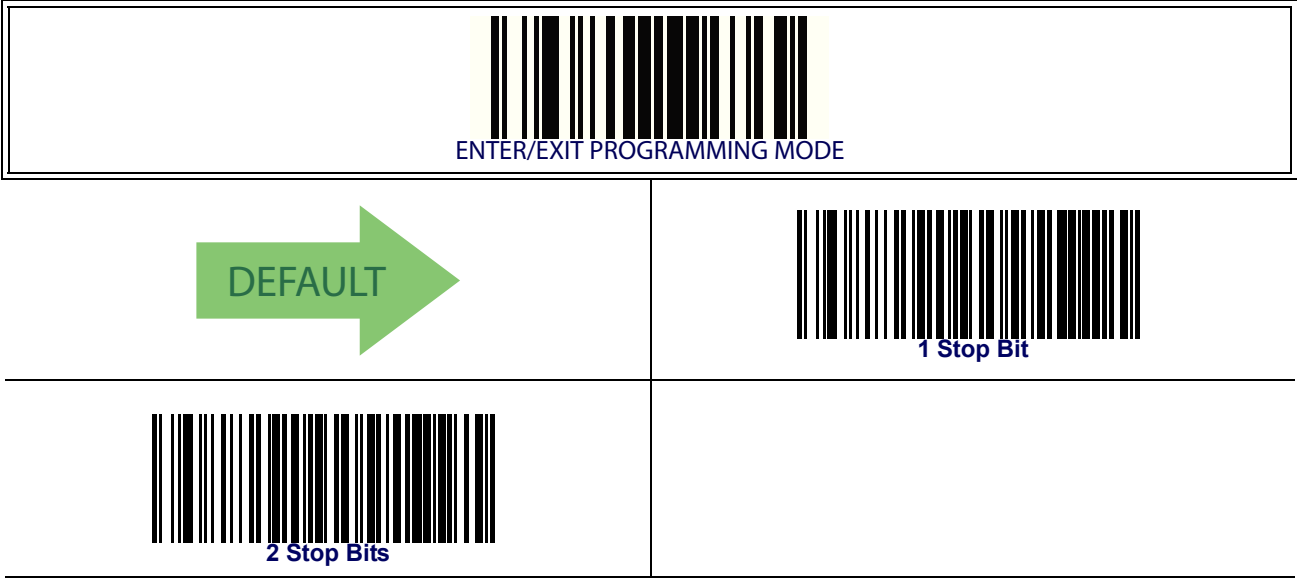 ENTER/EXIT PROGRAMMING MODE
DEFAULT
1 Stop Bit
2 Stop Bits